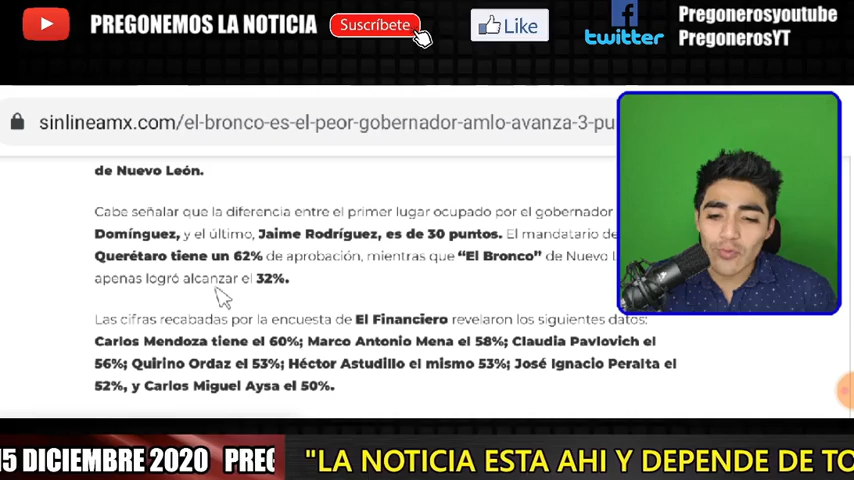 PREGONEMOS LA NOTICIA
Suscríbete
Like
twitter
Pregonerosyoutube
PregonerosYT
sinlineamx.com/el-bronco-es-el-peor-gobernador-amlo-avanza-3-pu
de Nuevo León.
Cabe señalar que la diferencia entre el primer lugar ocupado por el gobernador
Domínguez, y el último, Jaime Rodríguez, es de 30 puntos. El mandatario de
Querétaro tiene un 62% de aprobación, mientras que “El Bronco” de Nuevo L
apenas logró alcanzar el 32%.
Las cifras recabadas por la encuesta de El Financiero revelaron los siguientes datos:
Carlos Mendoza tiene el 60%; Marco Antonio Mena el 58%; Claudia Pavlovich el
56%; Quirino Ordaz el 53%; Héctor Astudillo el mismo 53%; José Ignacio Peralta el
52%, y Carlos Miguel Aysa el 50%.
15 DICIEMBRE 2020 PREG "LA NOTICIA ESTA AHI Y DEPENDE DE TO